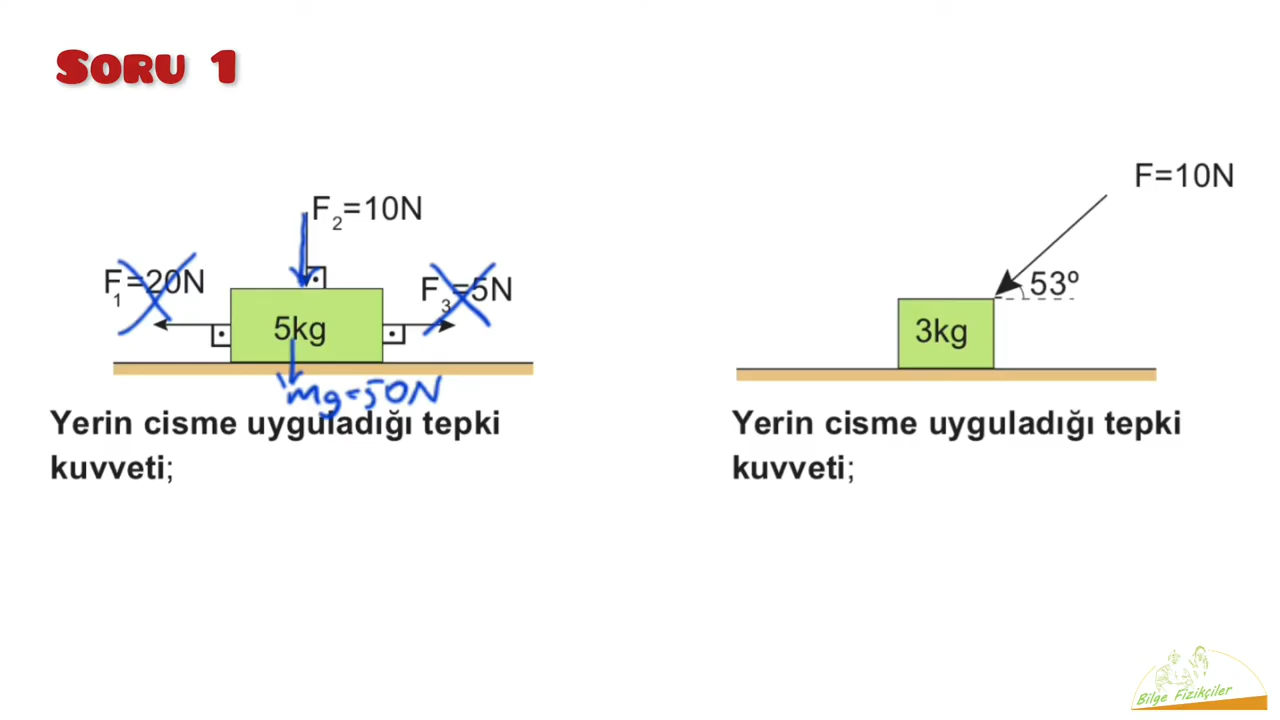 SORU 1
F2=10N
F1=20N
F3=5N
5kg
mg=50N
Yerin cisme uyguladığı tepki
kuvveti;
F=10N
53º
3kg
Yerin cisme uyguladığı tepki
kuvveti;
Bilge Fizikçiler